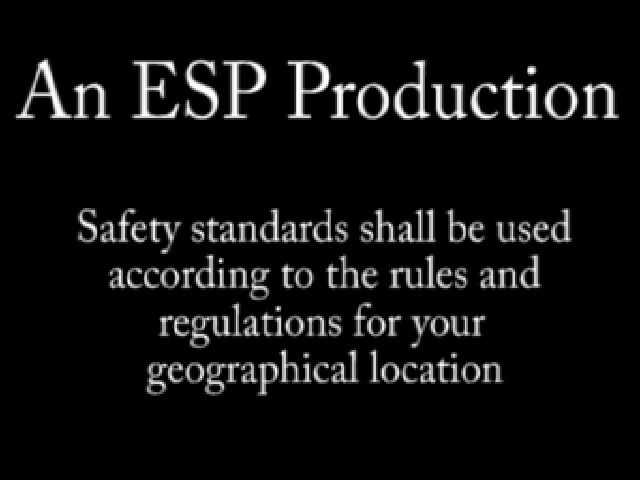 An ESP Production
Safety standards shall be used
according to the rules and
regulations for your
geographical location